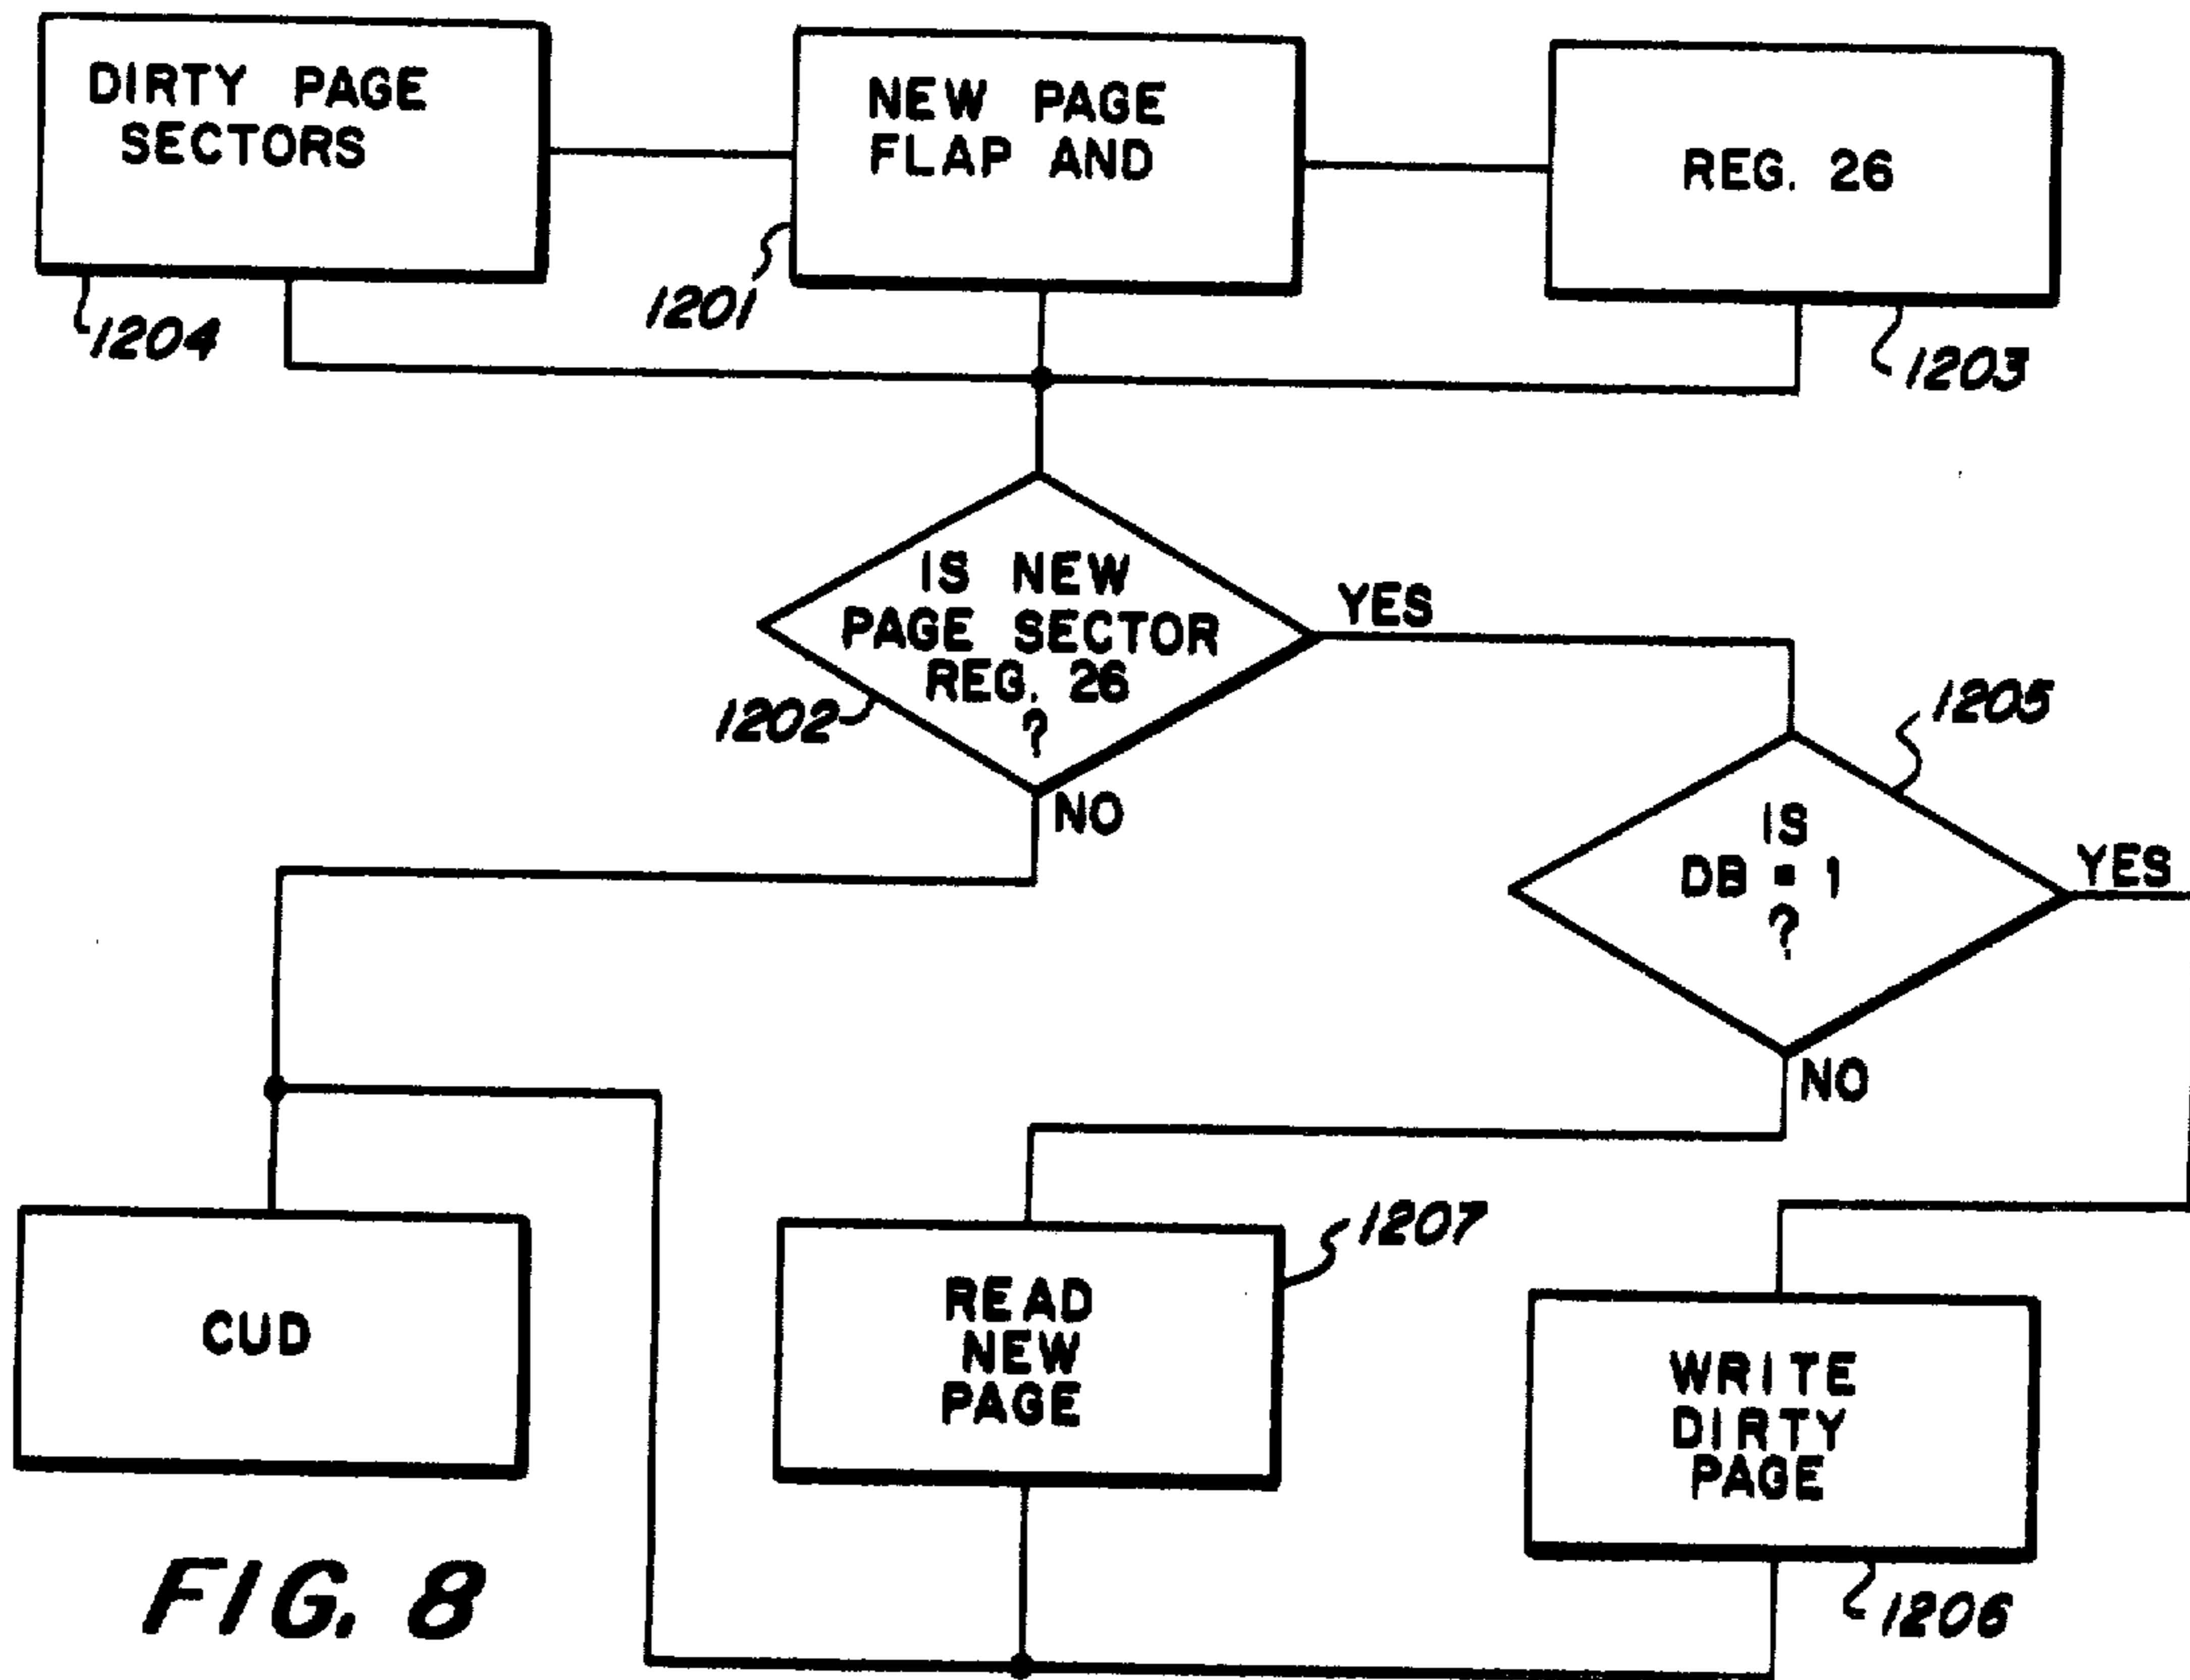 DIRTY PAGE
SECTORS
NEW PAGE
FLAP AND
REG. 26
1204
1201
1203
IS NEW
PAGE SECTOR
REG. 26
?
YES
1202
NO
1205
IS
DB = 1
?
YES
NO
1207
CUD
READ
NEW
PAGE
WRITE
DIRTY
PAGE
1206
FIG. 8